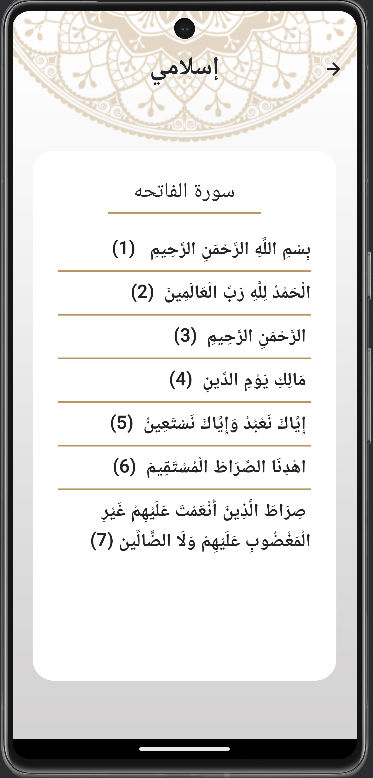 إسلامي
سورة الفاتحه
بِسْمِ اللَّهِ الرَّحْمَنِ الرَّحِيمِ (1)
الْحَمْدُ لِلَّهِ رَبِّ الْعَالَمِينَ (2)
الرَّحْمَنِ الرَّحِيمِ (3)
مَالِكِ يَوْمِ الدِّينِ (4)
إِيَّاكَ نَعْبُدُ وَإِيَّاكَ نَسْتَعِينُ (5)
اهْدِنَا الصِّرَاطَ الْمُسْتَقِيمَ (6)
صِرَاطَ الَّذِينَ أَنْعَمْتَ عَلَيْهِمْ غَيْرِ
الْمَغْضُوبِ عَلَيْهِمْ وَلَا الضَّالِّين (7)